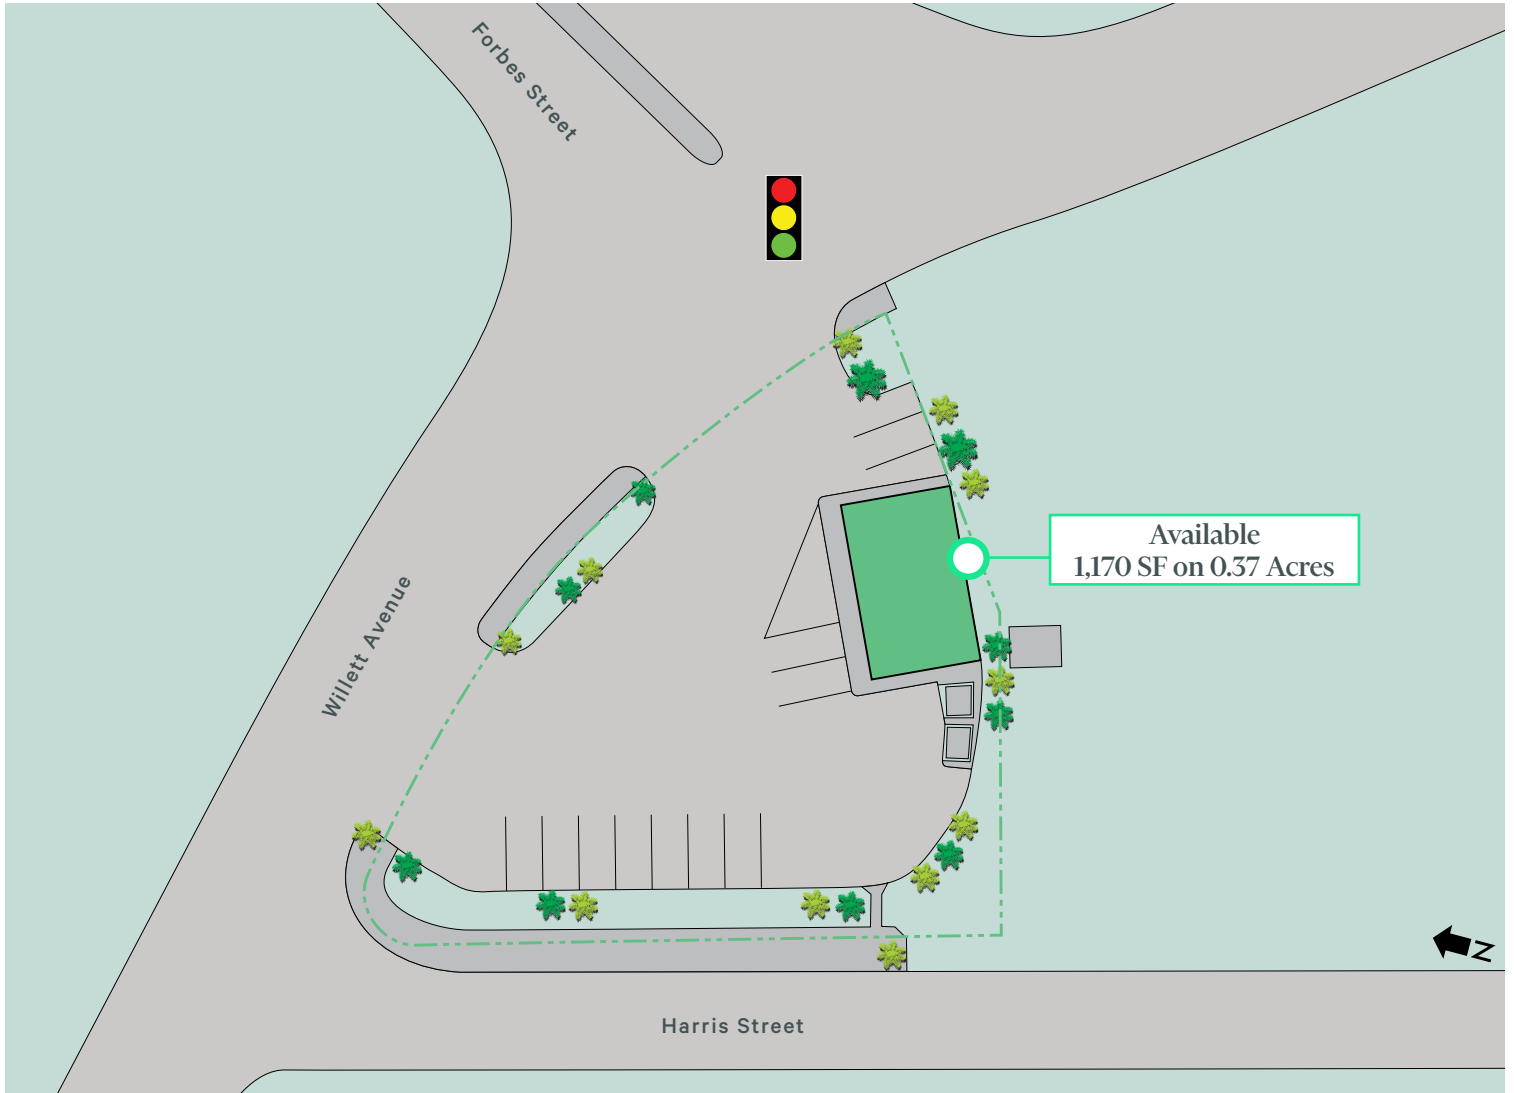 Forbes Street
Available
1,170 SF on 0.37 Acres
Willett Avenue
N
Harris Street